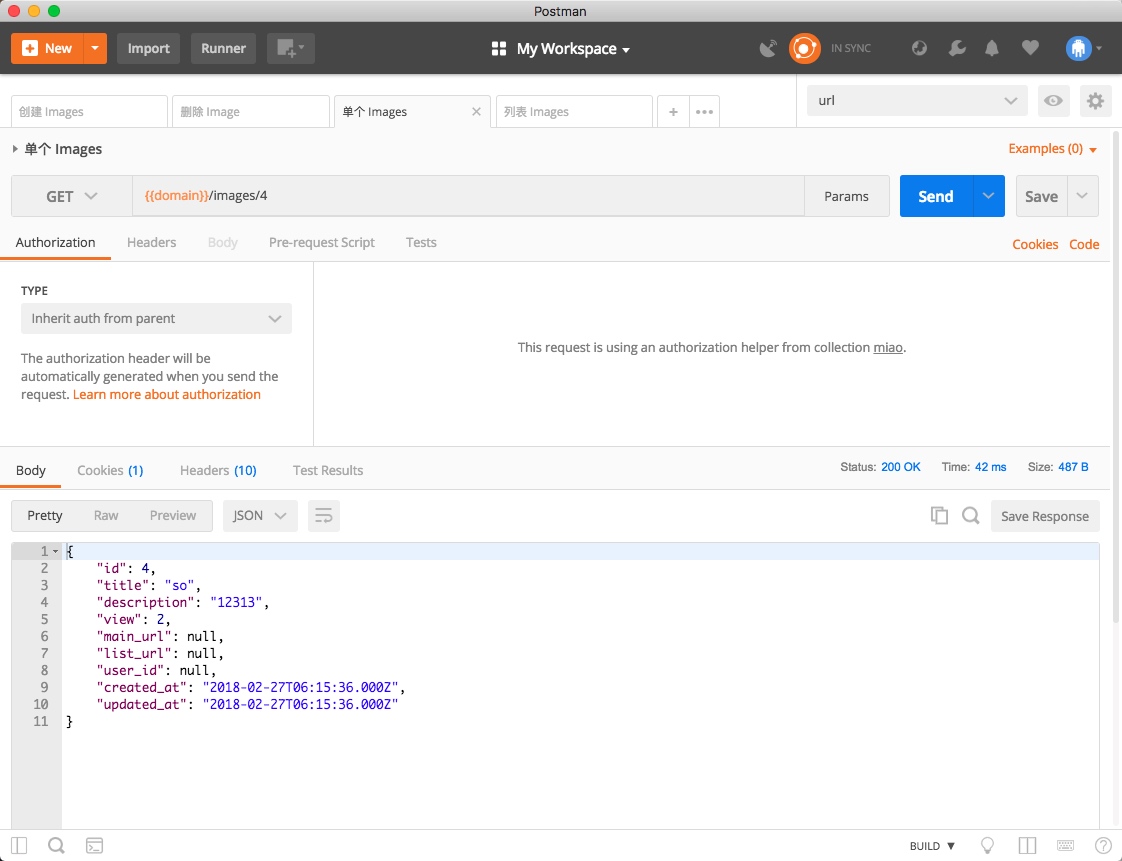 Postman
New
Import
Runner
My Workspace
IN SYNC
创建 Images
删除 Image
单个 Images
列表 Images
url
单个 Images
Examples (0)
GET
{{domain}}/images/4
Params
Send
Save
Authorization
Headers
Body
Pre-request Script
Tests
Cookies
Code
TYPE
Inherit auth from parent
The authorization header will be
automatically generated when you send the
request. Learn more about authorization
This request is using an authorization helper from collection miao.
Body
Cookies (1)
Headers (10)
Test Results
Status: 200 OK
Time: 42 ms
Size: 487 B
Pretty
Raw
Preview
JSON
Save Response
1 {
2 "id": 4,
3 "title": "so",
4 "description": "12313",
5 "view": 2,
6 "main_url": null,
7 "list_url": null,
8 "user_id": null,
9 "created_at": "2018-02-27T06:15:36.000Z",
10 "updated_at": "2018-02-27T06:15:36.000Z"
11 }
BUILD